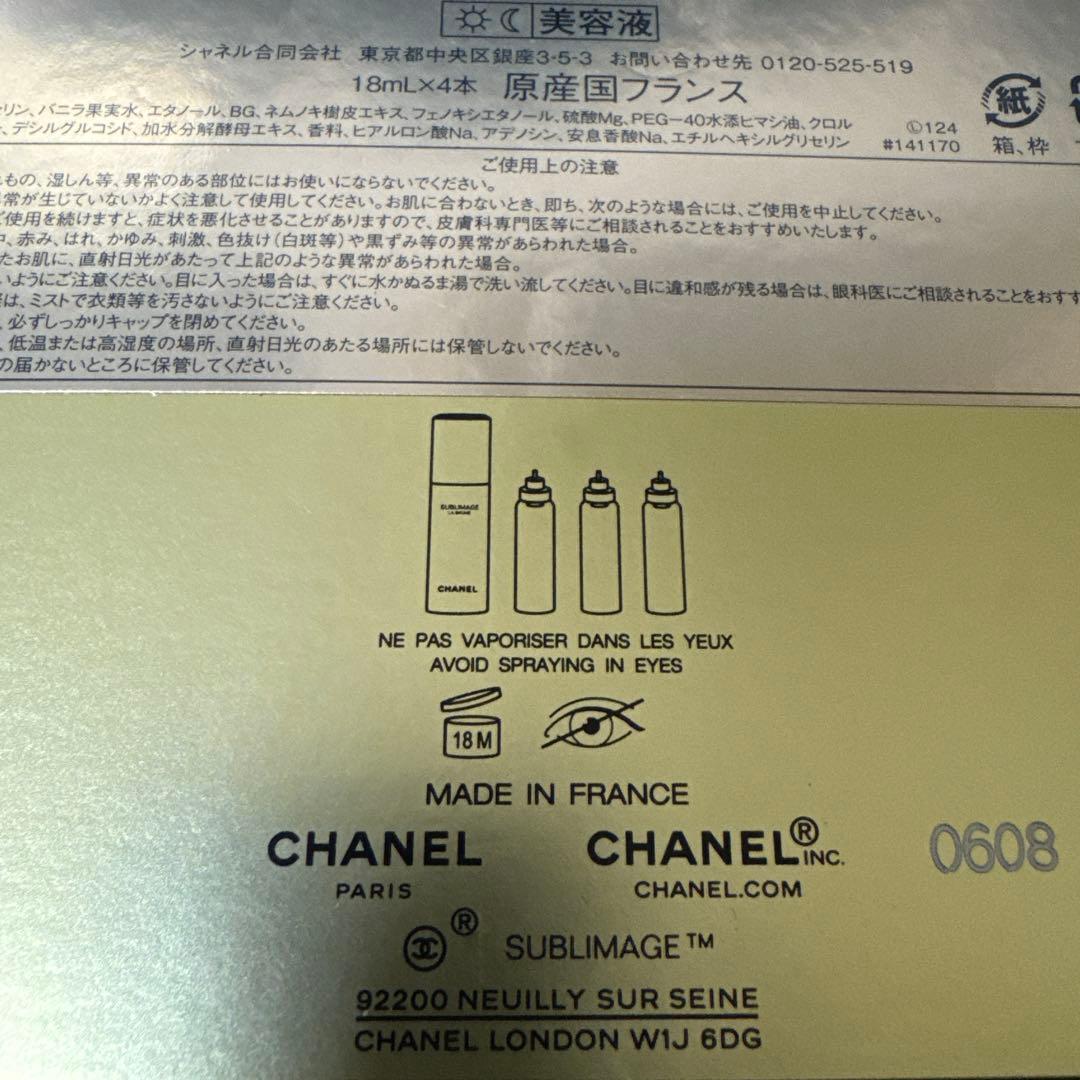 美容液
シャネル合同会社 東京都中央区銀座3-5-3 お問い合わせ先 0120-525-519
18mL×4本 原産国フランス
セリン、バニラ果実水、エタノール、BG、ネムノキ樹皮エキス、フェノキシエタノール、硫酸Mg、PEG-40水添ヒマシ油、クロル
デシルグルコシド、加水分解酵母エキス、香料、ヒアルロン酸Na、アデノシン、安息香酸Na、エチルヘキシルグリセリン
Ⓛ124
#141170
紙
箱、枠
ご使用上の注意
れもの、湿しん等、異常のある部位にはお使いにならないでください。
異常が生じていないかよく注意して使用してください。お肌に合わないとき、即ち、次のような場合には、ご使用を中止してください。
ご使用を続けますと、症状を悪化させることがありますので、皮膚科専門医等にご相談されることをおすすめいたします。
中、赤み、はれ、かゆみ、刺激、色抜け(白斑等)や黒ずみ等の異常があらわれた場合。
たお肌に、直射日光があたって上記のような異常があらわれた場合。
いようにご注意ください。目に入った場合は、すぐに水かぬるま湯で洗い流してください。目に違和感が残る場合は、眼科医にご相談されることをおすす
は、ミストで衣類等を汚さないようにご注意ください。
、必ずしっかりキャップを閉めてください。
、低温または高湿度の場所、直射日光のあたる場所には保管しないでください。
の届かないところに保管してください。
SUBLIMAGE
LA BRUME
CHANEL
NE PAS VAPORISER DANS LES YEUX
AVOID SPRAYING IN EYES
18 M
MADE IN FRANCE
CHANEL
PARIS
CHANEL® INC.
CHANEL.COM
0608
® SUBLIMAGE™
92200 NEUILLY SUR SEINE
CHANEL LONDON W1J 6DG